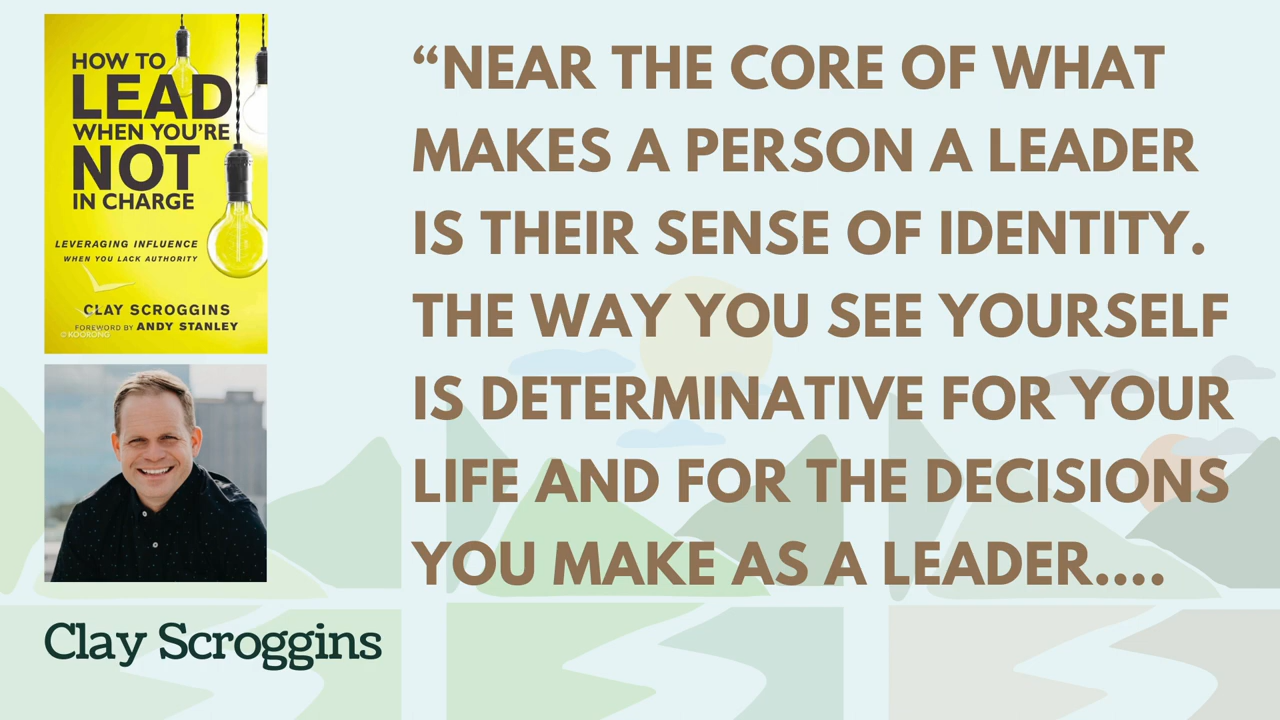 HOW TO
LEAD
WHEN YOU'RE
NOT
IN CHARGE
LEVERAGING INFLUENCE
WHEN YOU LACK AUTHORITY
CLAY SCROGGINS
FOREWORD BY ANDY STANLEY
©KOORONG
Clay Scroggins
“NEAR THE CORE OF WHAT
MAKES A PERSON A LEADER
IS THEIR SENSE OF IDENTITY.
THE WAY YOU SEE YOURSELF
IS DETERMINATIVE FOR YOUR
LIFE AND FOR THE DECISIONS
YOU MAKE AS A LEADER....